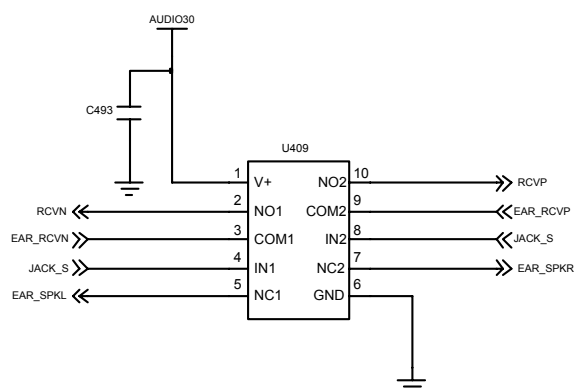 AUDIO30
C493
U409
1 V+ NO2 10 RCVP
RCVN 2 NO1 COM2 9 EAR_RCVP
EAR_RCVN 3 COM1 IN2 8 JACK_S
JACK_S 4 IN1 NC2 7 EAR_SPKR
EAR_SPKL 5 NC1 GND 6